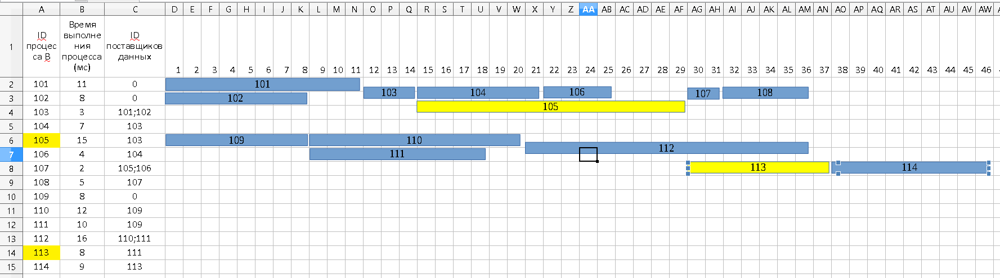 A B C D E F G H I J K L M N O P Q R S T U V W X Y Z AA AB AC AD AE AF AG AH AI AJ AK AL AM AN AO AP AQ AR AS AT AU AV AW
1
ID
процес
са В
Время
выполне
ния
процесса
(мс)
ID
поставщиков
данных
1 2 3 4 5 6 7 8 9 10 11 12 13 14 15 16 17 18 19 20 21 22 23 24 25 26 27 28 29 30 31 32 33 34 35 36 37 38 39 40 41 42 43 44 45 46
2 101 11 0 101
103 104 106 107 108
3 102 8 0 102
4 103 3 101;102 105
5 104 7 103
6 105 15 103 109 110
112
7 106 4 104 111
8 107 2 105;106 113 114
9 108 5 107
10 109 8 0
11 110 12 109
12 111 10 109
13 112 16 110;111
14 113 8 111
15 114 9 113